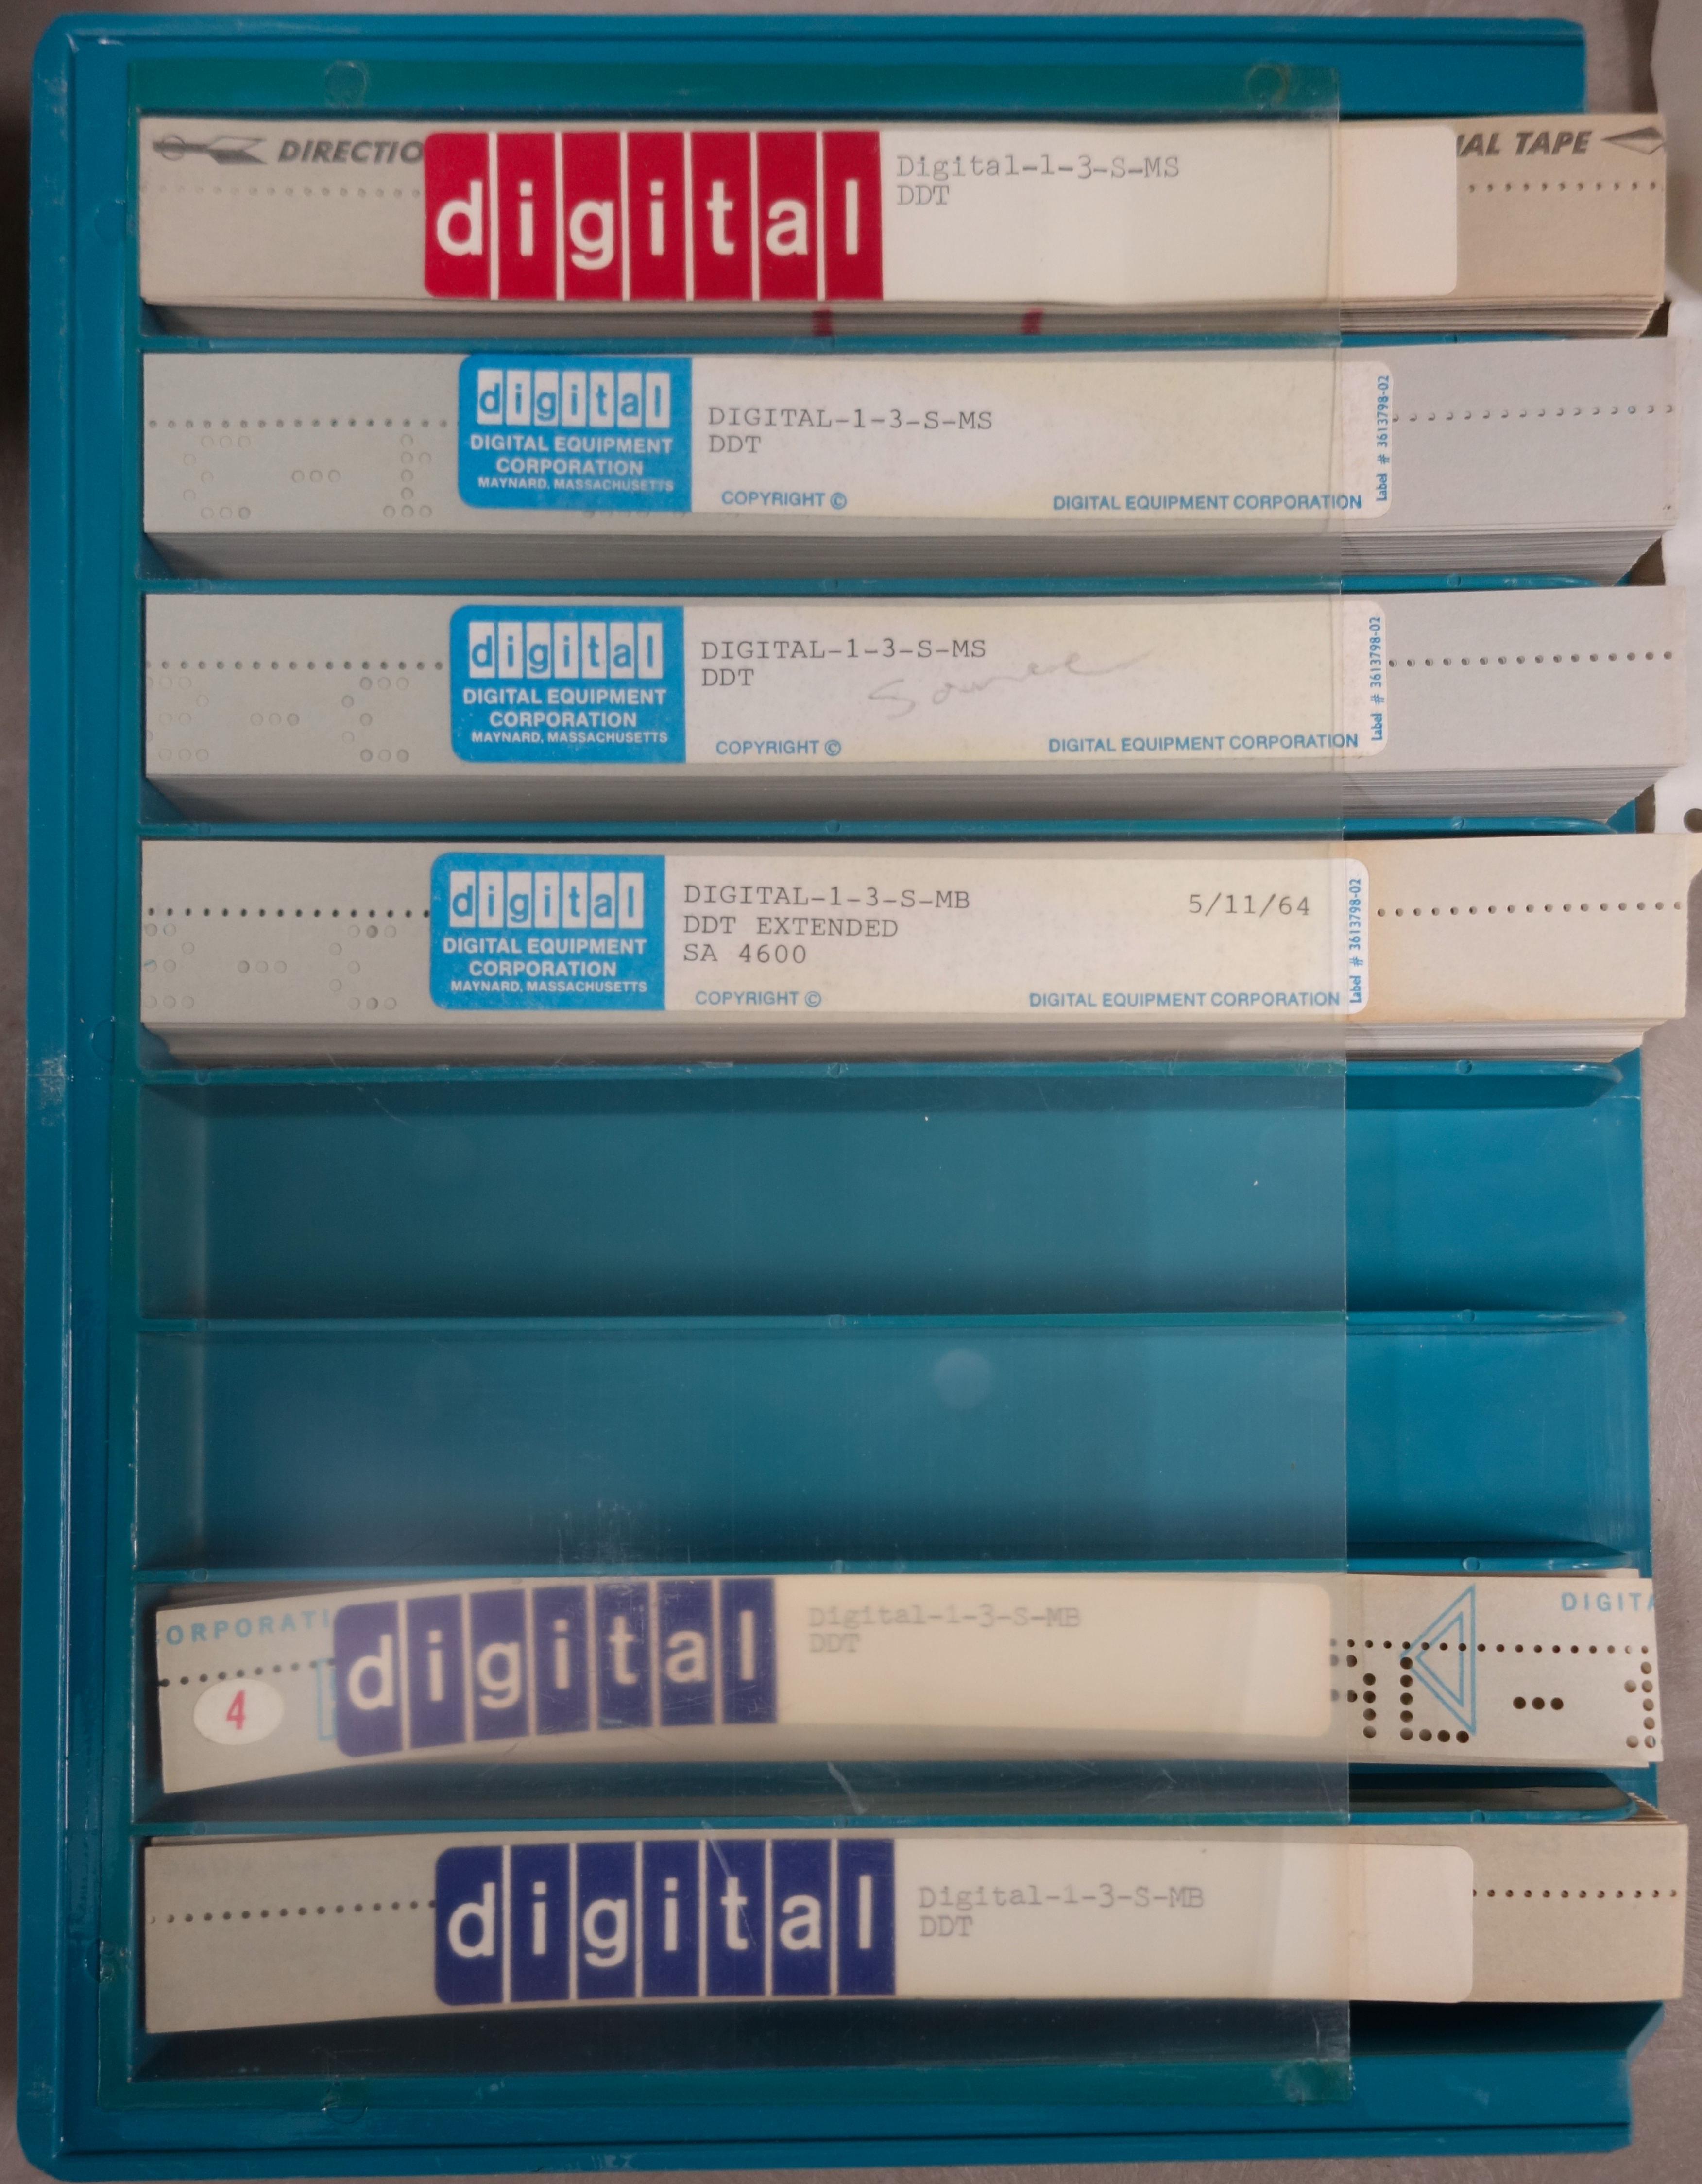 DIRECTIO
digital
Digital-1-3-S-MS
DDT
IAL TAPE
digital
DIGITAL EQUIPMENT
CORPORATION
MAYNARD, MASSACHUSETTS
DIGITAL-1-3-S-MS
DDT
COPYRIGHT ©
DIGITAL EQUIPMENT CORPORATION
Label # 3613798-02
digital
DIGITAL EQUIPMENT
CORPORATION
MAYNARD, MASSACHUSETTS
DIGITAL-1-3-S-MS
DDT
Source
COPYRIGHT ©
DIGITAL EQUIPMENT CORPORATION
Label # 3613798-02
digital
DIGITAL EQUIPMENT
CORPORATION
MAYNARD, MASSACHUSETTS
DIGITAL-1-3-S-MB
5/11/64
DDT EXTENDED
SA 4600
COPYRIGHT ©
DIGITAL EQUIPMENT CORPORATION
Label # 3613798-02
ORPORATI
4
digital
Digital-1-3-S-MB
DDT
DIGITA
digital
Digital-1-3-S-MB
DDT